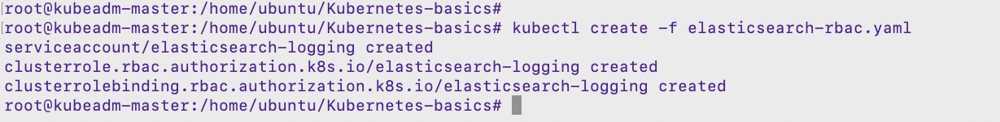 root@kubeadm-master:/home/ubuntu/Kubernetes-basics#
root@kubeadm-master:/home/ubuntu/Kubernetes-basics# kubectl create -f elasticsearch-rbac.yaml
serviceaccount/elasticsearch-logging created
clusterrole.rbac.authorization.k8s.io/elasticsearch-logging created
clusterrolebinding.rbac.authorization.k8s.io/elasticsearch-logging created
root@kubeadm-master:/home/ubuntu/Kubernetes-basics#